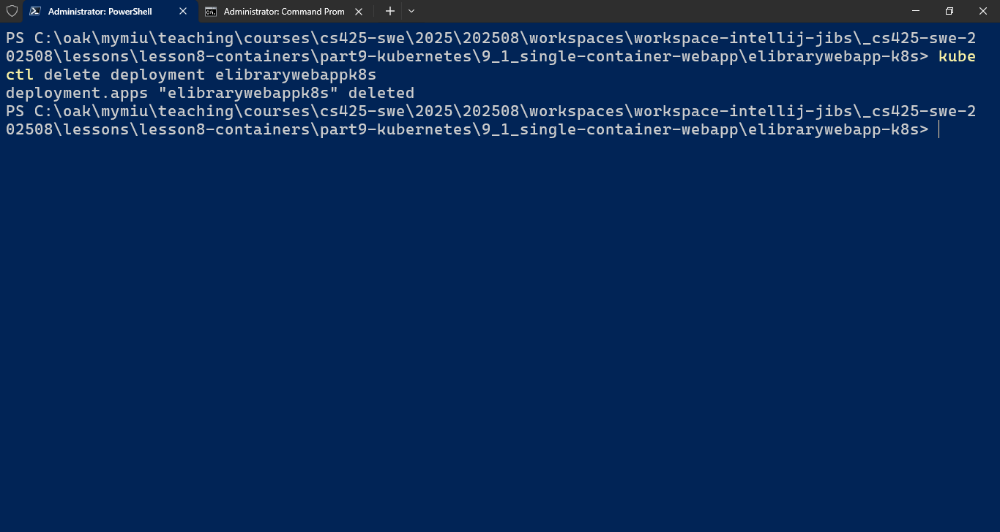 Administrator: PowerShell
Administrator: Command Prom
PS C:\oak\mymiu\teaching\courses\cs425-swe\2025\202508\workspaces\workspace-intellij-jibs\_cs425-swe-2
02508\lessons\lesson8-containers\part9-kubernetes\9_1_single-container-webapp\elibrarywebapp-k8s> kube
ctl delete deployment elibrarywebappk8s
deployment.apps "elibrarywebappk8s" deleted
PS C:\oak\mymiu\teaching\courses\cs425-swe\2025\202508\workspaces\workspace-intellij-jibs\_cs425-swe-2
02508\lessons\lesson8-containers\part9-kubernetes\9_1_single-container-webapp\elibrarywebapp-k8s>